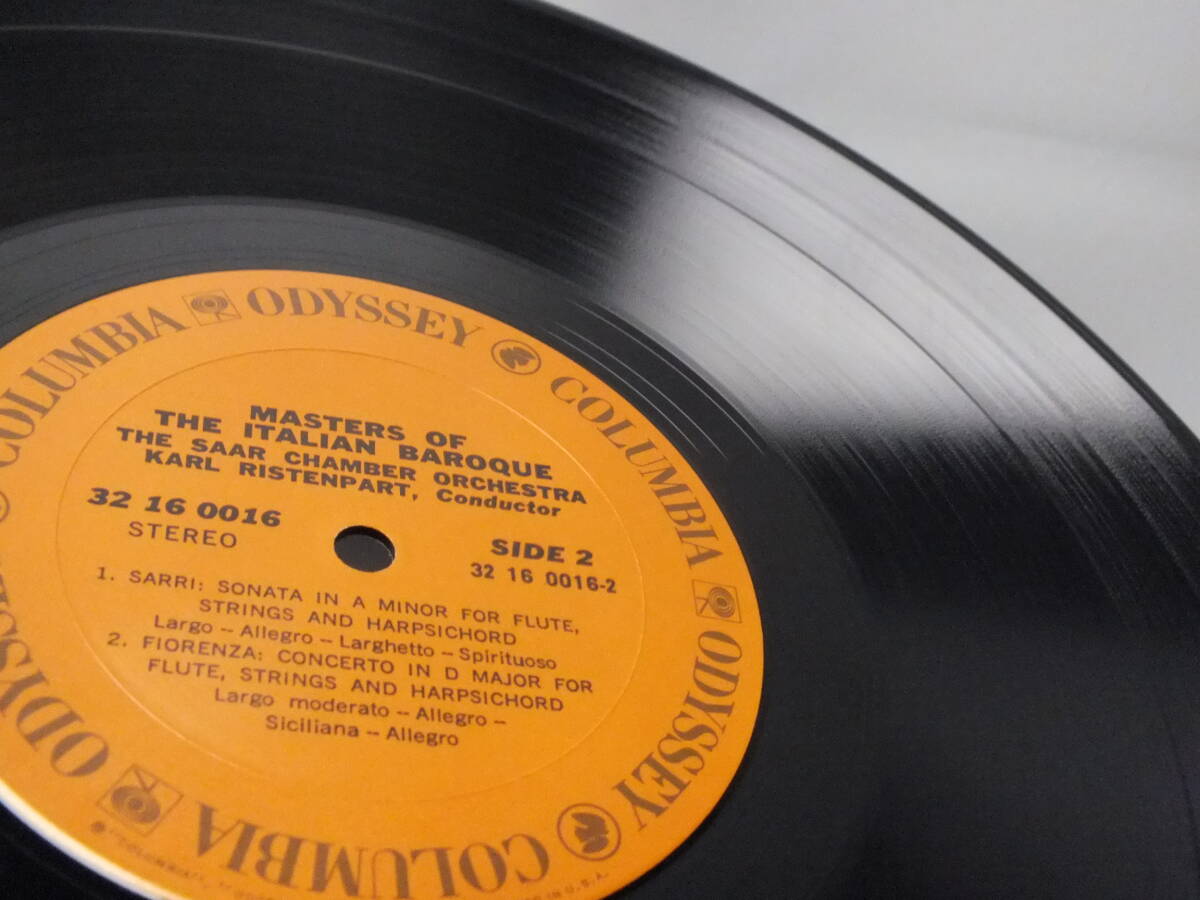 COLUMBIA ODYSSEY COLUMBIA ODYSSEY COLUMBIA ODYSSEY
MASTERS OF
THE ITALIAN BAROQUE
THE SAAR CHAMBER ORCHESTRA
KARL RISTENPART, Conductor
32 16 0016
STEREO
SIDE 2
32 16 0016-2
1. SARRI: SONATA IN A MINOR FOR FLUTE,
STRINGS AND HARPSICHORD
Largo -- Allegro -- Larghetto -- Spirituoso
2. FIORENZA: CONCERTO IN D MAJOR FOR
FLUTE, STRINGS AND HARPSICHORD
Largo moderato -- Allegro --
Siciliana -- Allegro
IN U.S.A.